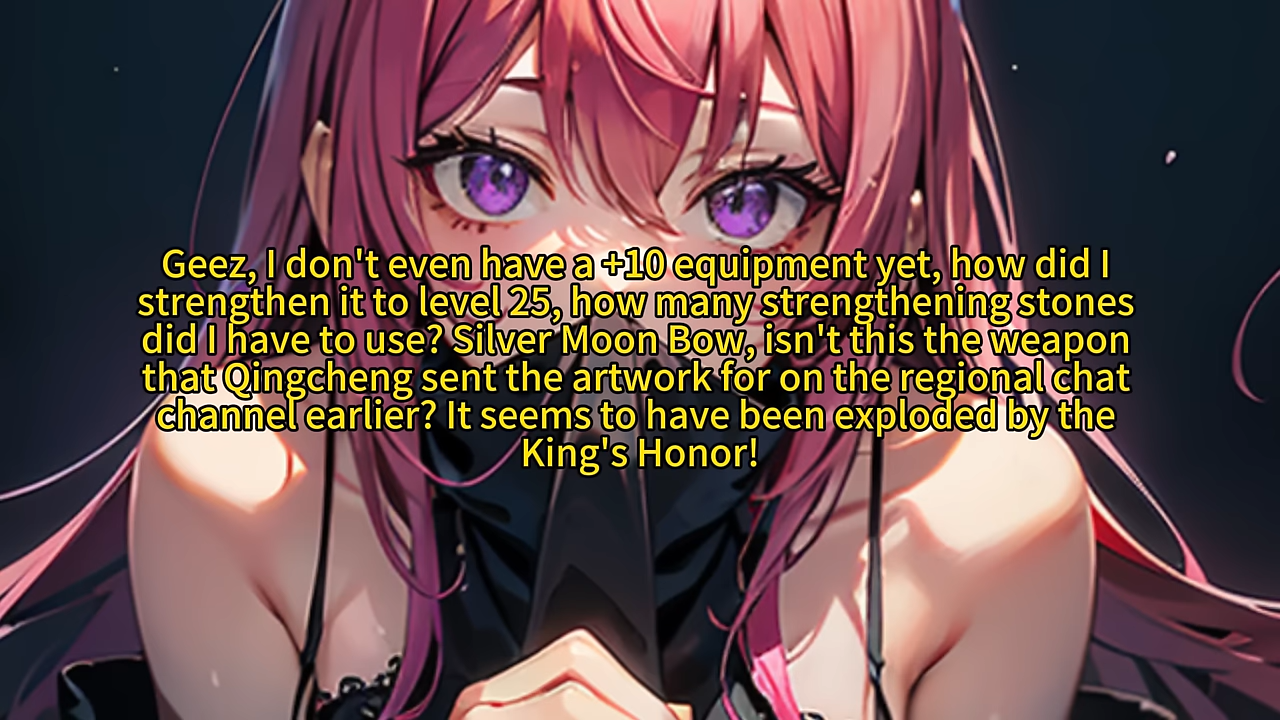 Geez, I don't even have a +10 equipment yet, how did I
strengthen it to level 25, how many strengthening stones
did I have to use? Silver Moon Bow, isn't this the weapon
that Qingcheng sent the artwork for on the regional chat
channel earlier? It seems to have been exploded by the
King's Honor!